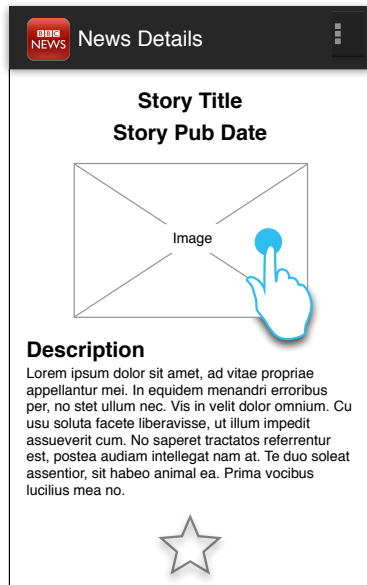 BBC
NEWS
News Details
Story Title
Story Pub Date
Image
Description
Lorem ipsum dolor sit amet, ad vitae propriae
appellantur mei. In equidem menandri erroribus
per, no stet ullum nec. Vis in velit dolor omnium. Cu
usu soluta facete liberavisse, ut illum impedit
assueverit cum. No saperet tractatos referrentur
est, postea audiam intellegat nam at. Te duo soleat
assentior, sit habeo animal ea. Prima vocibus
lucilius mea no.